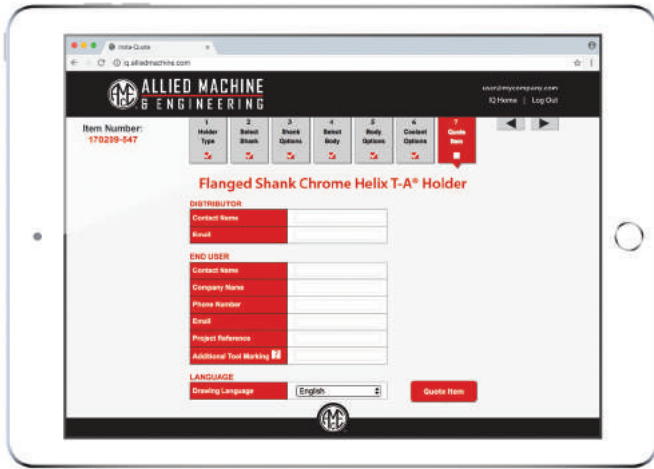 Insta-Quote
iq.alliedmachine.com
AMEC ALLIED MACHINE
& ENGINEERING
user@mycompany.com
IQ Home | Log Out
Item Number:
170209-547
1 2 3 4 5 6 7
Holder Select Shank Select Body Coolant Quote
Type Shank Options Body Options Options Item
Flanged Shank Chrome Helix T-A® Holder
DISTRIBUTOR
Contact Name
Email
END USER
Contact Name
Company Name
Phone Number
Email
Project Reference
Additional Tool Marking ?
LANGUAGE
Drawing Language English Quote Item